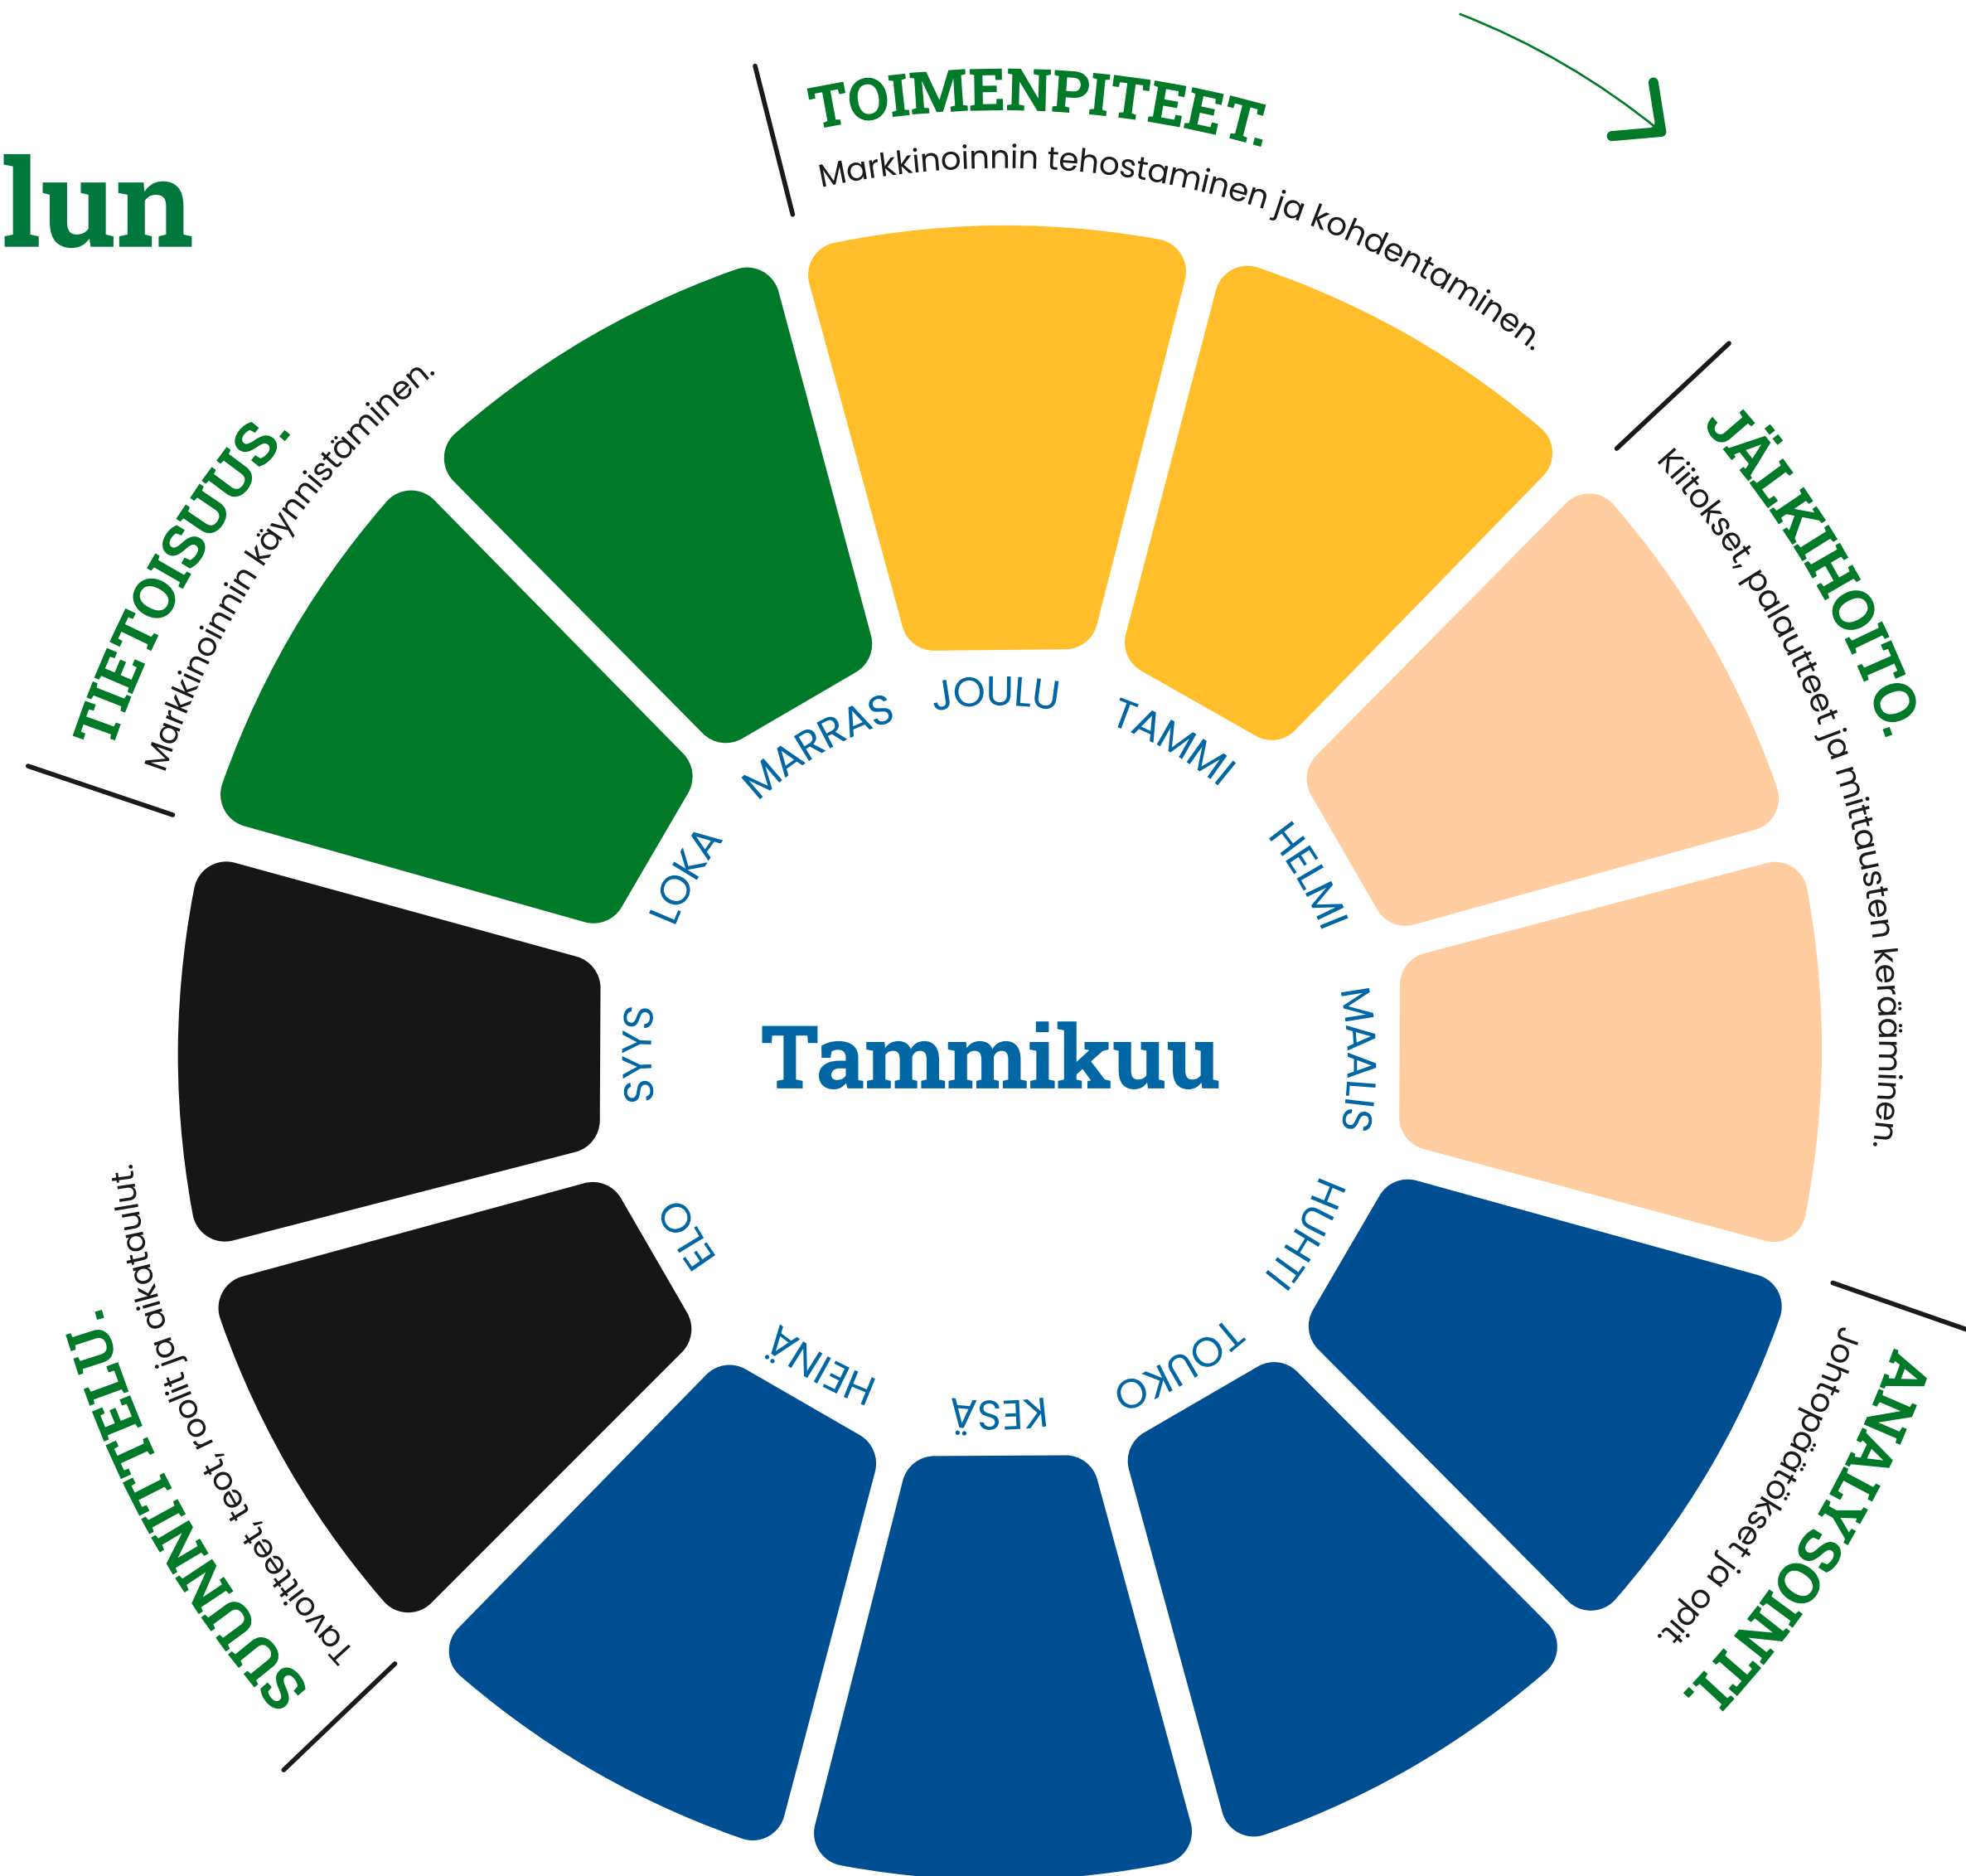 lun
TOIMENPITEET.
Markkinoinnin tehostaminen ja kohdentaminen.
JÄLKIHOITO.
Kiitokset, palautteet ja mittausten kerääminen.
ANALYSOINTI.
Johtopäätökset ja opit.
SUUNNITTELU.
Tavoitteet, teot, roolit ja aikataulut.
TIETOISUUS.
Markkinoinnin käynnistäminen.
JOULU
TAMMI
HELMI
MAALIS
HUHTI
TOUKO
KESÄ
HEINÄ
ELO
SYYS
LOKA
MARRAS
Tammikuu